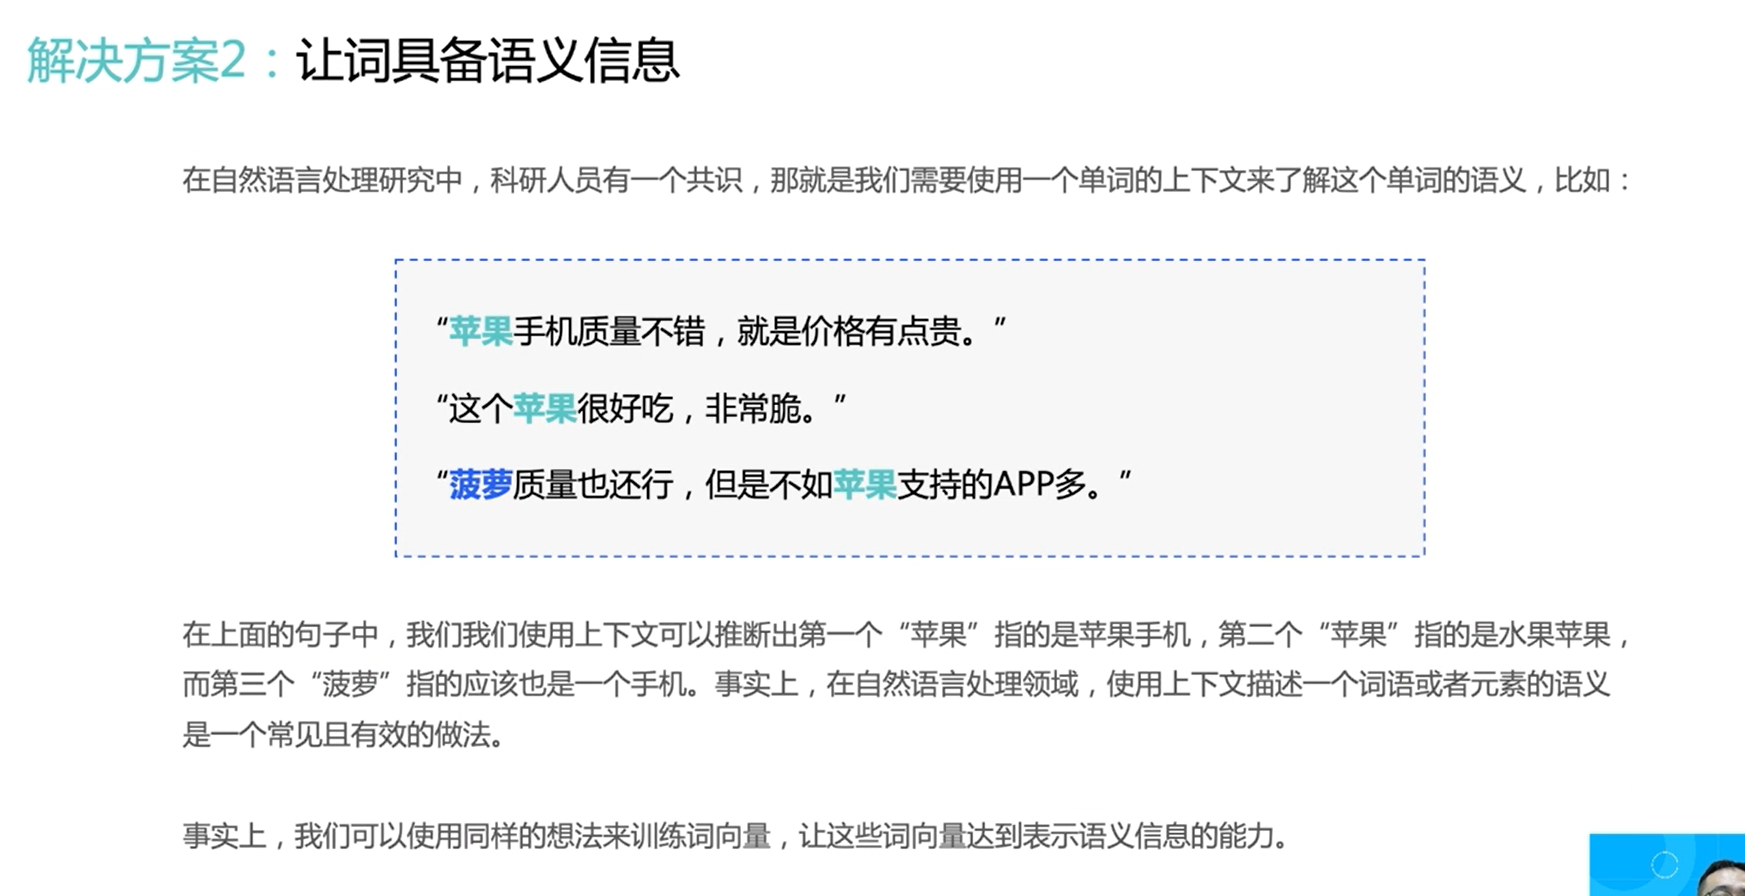 解决方案2：让词具备语义信息
在自然语言处理研究中，科研人员有一个共识，那就是我们需要使用一个单词的上下文来了解这个单词的语义，比如：
“苹果手机质量不错，就是价格有点贵。”
“这个苹果很好吃，非常脆。”
“菠萝质量也还行，但是不如苹果支持的APP多。”
在上面的句子中，我们我们使用上下文可以推断出第一个“苹果”指的是苹果手机，第二个“苹果”指的是水果苹果，
而第三个“菠萝”指的应该也是一个手机。事实上，在自然语言处理领域，使用上下文描述一个词语或者元素的语义
是一个常见且有效的做法。
事实上，我们可以使用同样的想法来训练词向量，让这些词向量达到表示语义信息的能力。